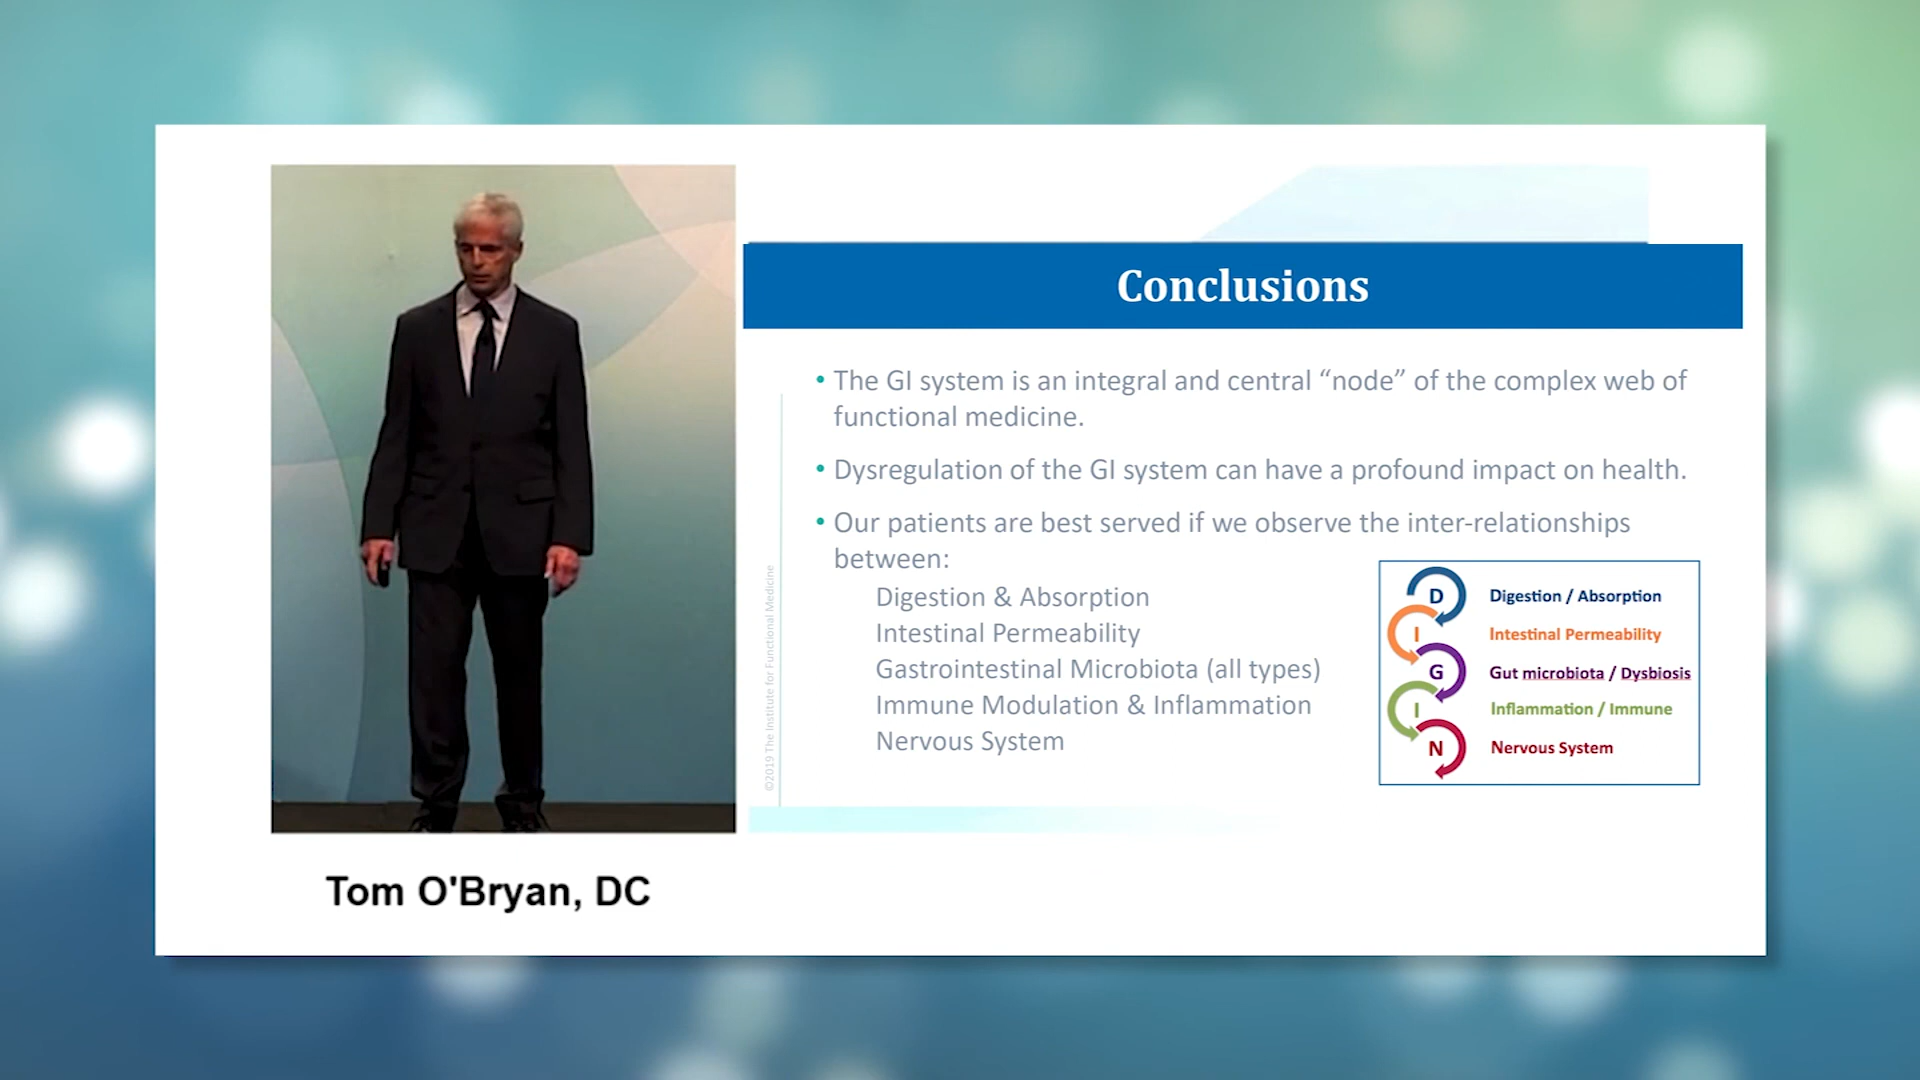 Conclusions
• The GI system is an integral and central “node” of the complex web of
functional medicine.
• Dysregulation of the GI system can have a profound impact on health.
• Our patients are best served if we observe the inter-relationships
between:
Digestion & Absorption
Intestinal Permeability
Gastrointestinal Microbiota (all types)
Immune Modulation & Inflammation
Nervous System
D Digestion / Absorption
I Intestinal Permeability
G Gut microbiota / Dysbiosis
I Inflammation / Immune
N Nervous System
©2019 The Institute for Functional Medicine
Tom O'Bryan, DC